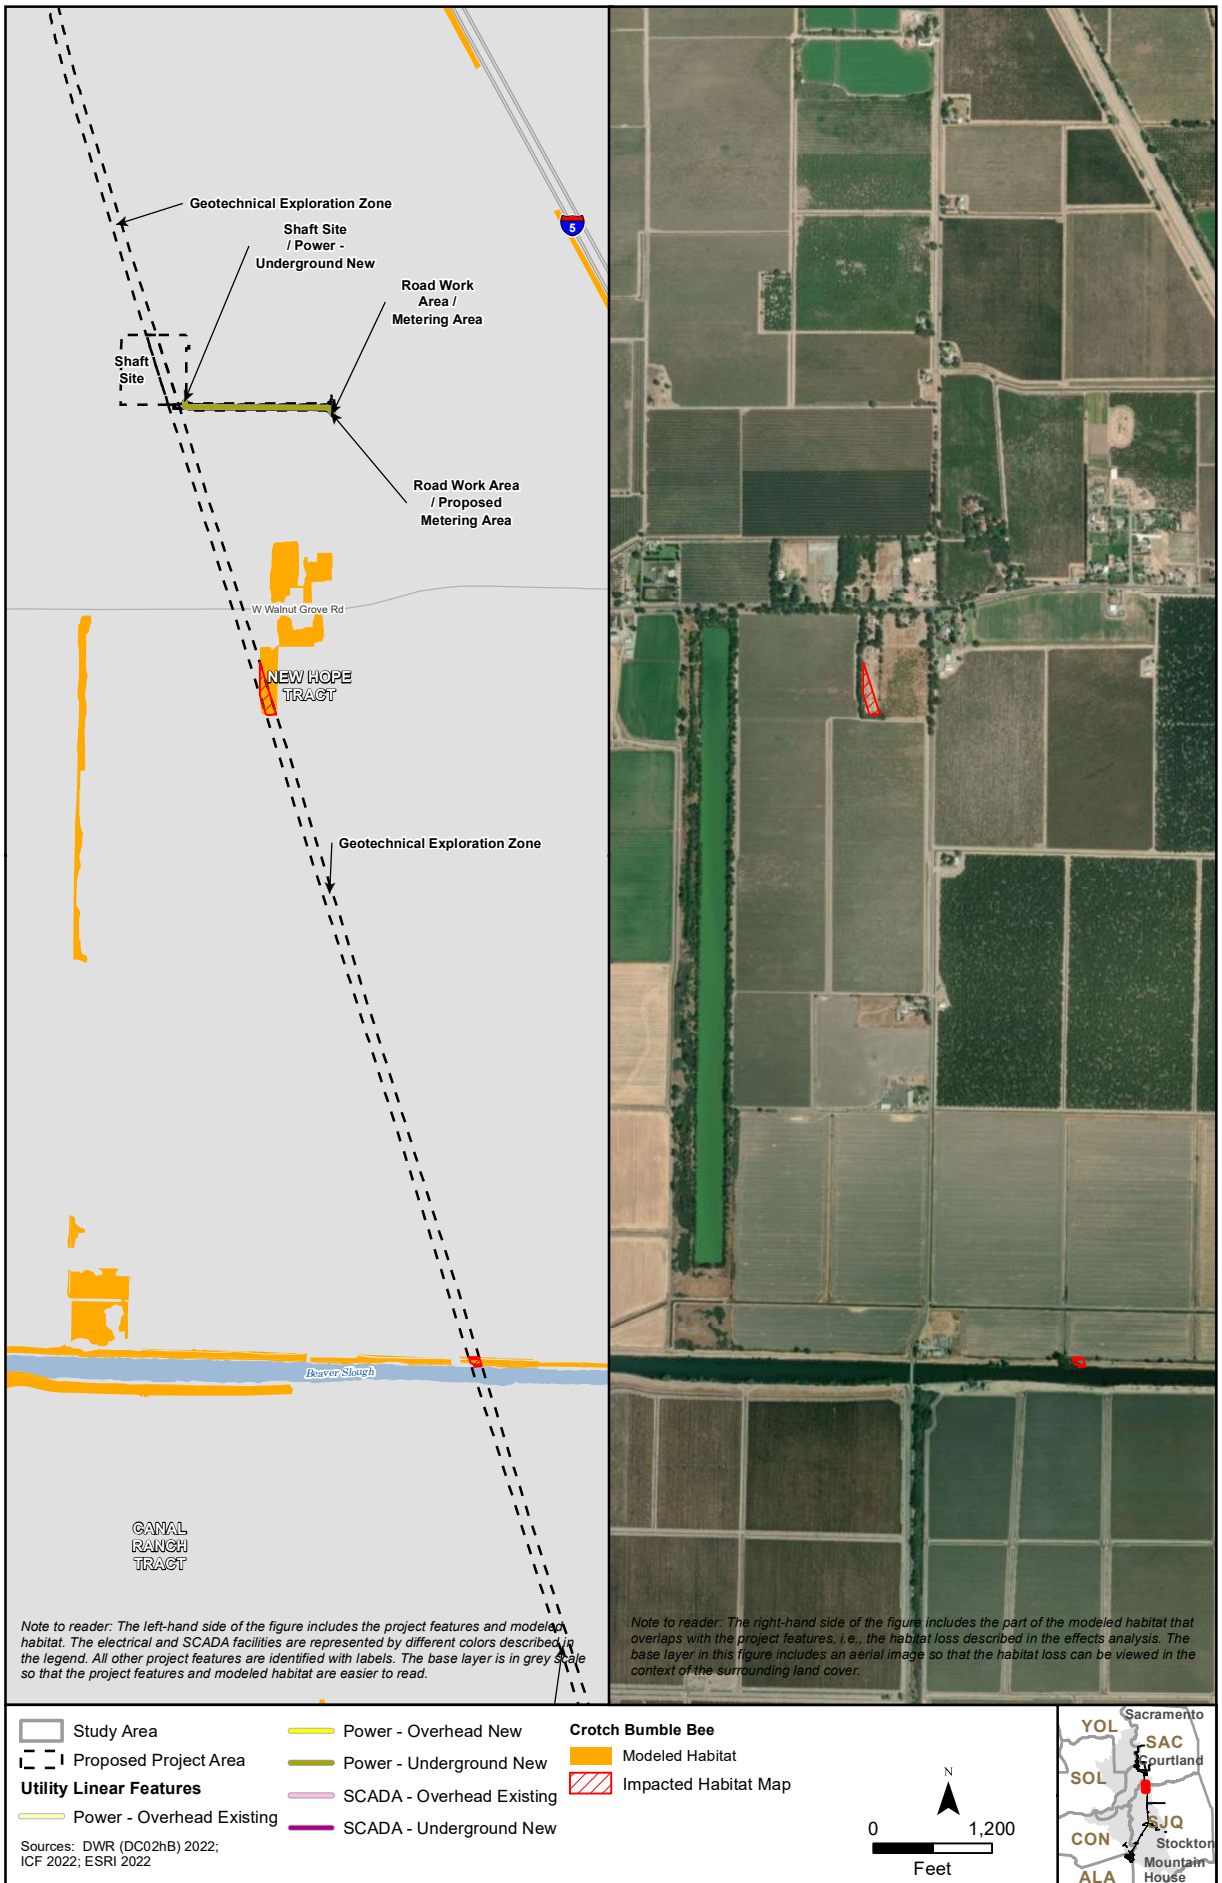 Geotechnical Exploration Zone
Shaft Site
/ Power -
Underground New
5
Road Work
Area /
Metering Area
Shaft
Site
Road Work Area
/ Proposed
Metering Area
W Walnut Grove Rd
NEW HOPE
TRACT
Geotechnical Exploration Zone
Beaver Slough
CANAL
RANCH
TRACT
Note to reader: The left-hand side of the figure includes the project features and modeled
habitat. The electrical and SCADA facilities are represented by different colors described in
the legend. All other project features are identified with labels. The base layer is in grey scale
so that the project features and modeled habitat are easier to read.
Note to reader: The right-hand side of the figure includes the part of the modeled habitat that
overlaps with the project features, i.e., the habitat loss described in the effects analysis. The
base layer in this figure includes an aerial image so that the habitat loss can be viewed in the
context of the surrounding land cover.
Study Area
Proposed Project Area
Utility Linear Features
Power - Overhead Existing
Power - Overhead New
Power - Underground New
SCADA - Overhead Existing
SCADA - Underground New
Crotch Bumble Bee
Modeled Habitat
Impacted Habitat Map
Sources: DWR (DC02hB) 2022;
ICF 2022; ESRI 2022
N
0 1,200
Feet
Sacramento
YOL
SAC
Courtland
SOL
SJQ
CON
Stockton
Mountain
House
ALA